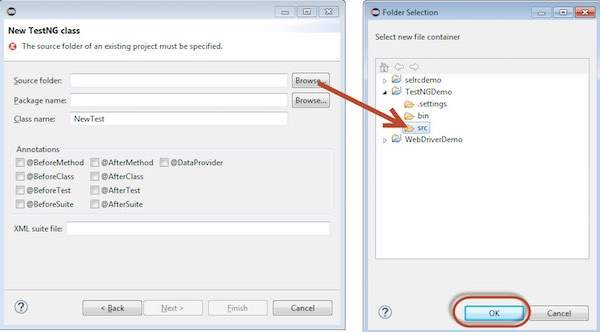 New TestNG class
The source folder of an existing project must be specified.
Source folder:
Browse...
Package name:
Browse...
Class name:
NewTest
Annotations
@BeforeMethod
@AfterMethod
@DataProvider
@BeforeClass
@AfterClass
@BeforeTest
@AfterTest
@BeforeSuite
@AfterSuite
XML suite file:
?
< Back
Next >
Finish
Cancel
Folder Selection
Select new file container
selrcdemo
TestNGDemo
.settings
bin
src
WebDriverDemo
?
OK
Cancel